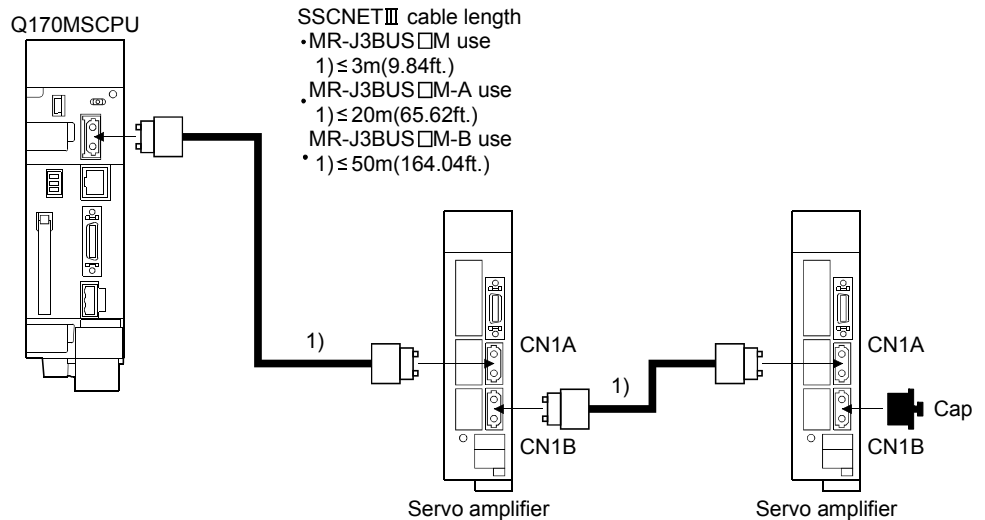 Q170MSCPU
SSCNETⅢ cable length
・MR-J3BUS□M use
1)≦3m(9.84ft.)
・MR-J3BUS□M-A use
1)≦20m(65.62ft.)
MR-J3BUS□M-B use
・1)≦50m(164.04ft.)
1)
CN1A
CN1B
Servo amplifier
1)
CN1A
Cap
CN1B
Servo amplifier